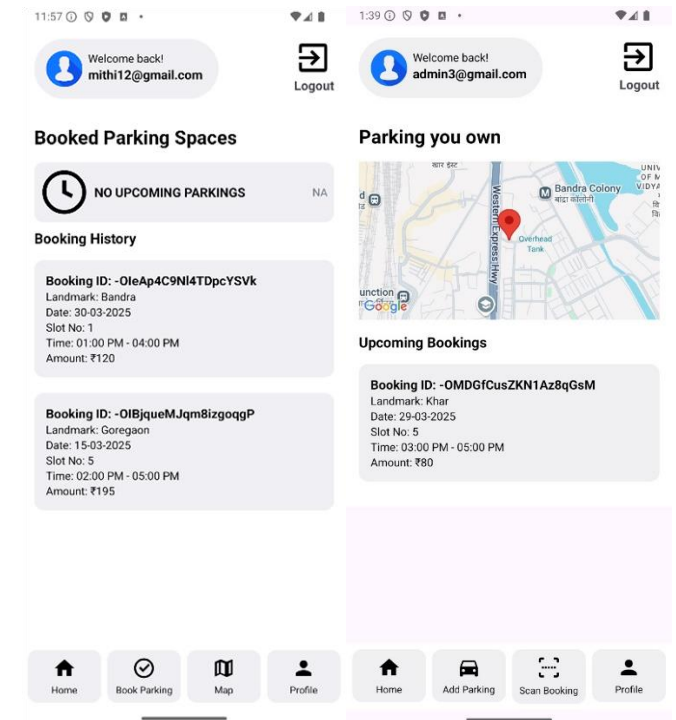 11:57
Welcome back!
mithi12@gmail.com
Logout
Booked Parking Spaces
NO UPCOMING PARKINGS
NA
Booking History
Booking ID: -OIeAp4C9Nl4TDpcYSVk
Landmark: Bandra
Date: 30-03-2025
Slot No: 1
Time: 01:00 PM - 04:00 PM
Amount: ₹120
Booking ID: -OIBjqueMJqm8izgoqgP
Landmark: Goregaon
Date: 15-03-2025
Slot No: 5
Time: 02:00 PM - 05:00 PM
Amount: ₹195
Home
Book Parking
Map
Profile
1:39
Welcome back!
admin3@gmail.com
Logout
Parking you own
खार ईस्ट
UNIV
OF M
VIDYA
Bandra Colony
बांद्रा कॉलोनी
Western Express Hwy
Overhead
Tank
unction
Google
Upcoming Bookings
Booking ID: -OMDGfCusZKN1Az8qGsM
Landmark: Khar
Date: 29-03-2025
Slot No: 5
Time: 03:00 PM - 05:00 PM
Amount: ₹80
Home
Add Parking
Scan Booking
Profile